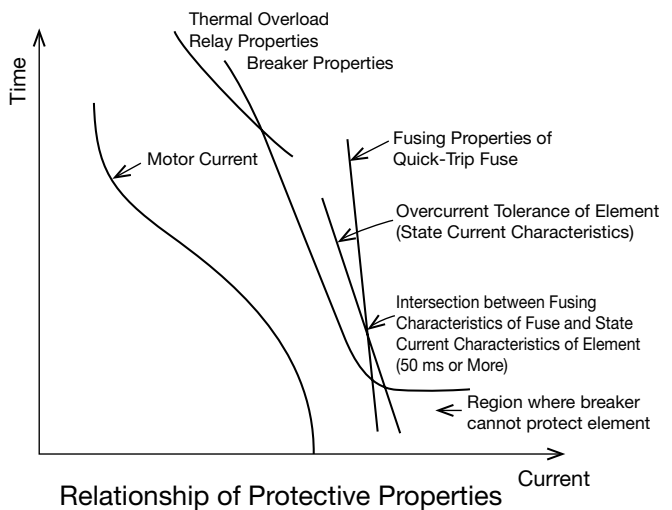 Thermal Overload
Relay Properties
Breaker Properties
Time
Motor Current
Fusing Properties of
Quick-Trip Fuse
Overcurrent Tolerance of Element
(State Current Characteristics)
Intersection between Fusing
Characteristics of Fuse and State
Current Characteristics of Element
(50 ms or More)
Region where breaker
cannot protect element
Current
Relationship of Protective Properties